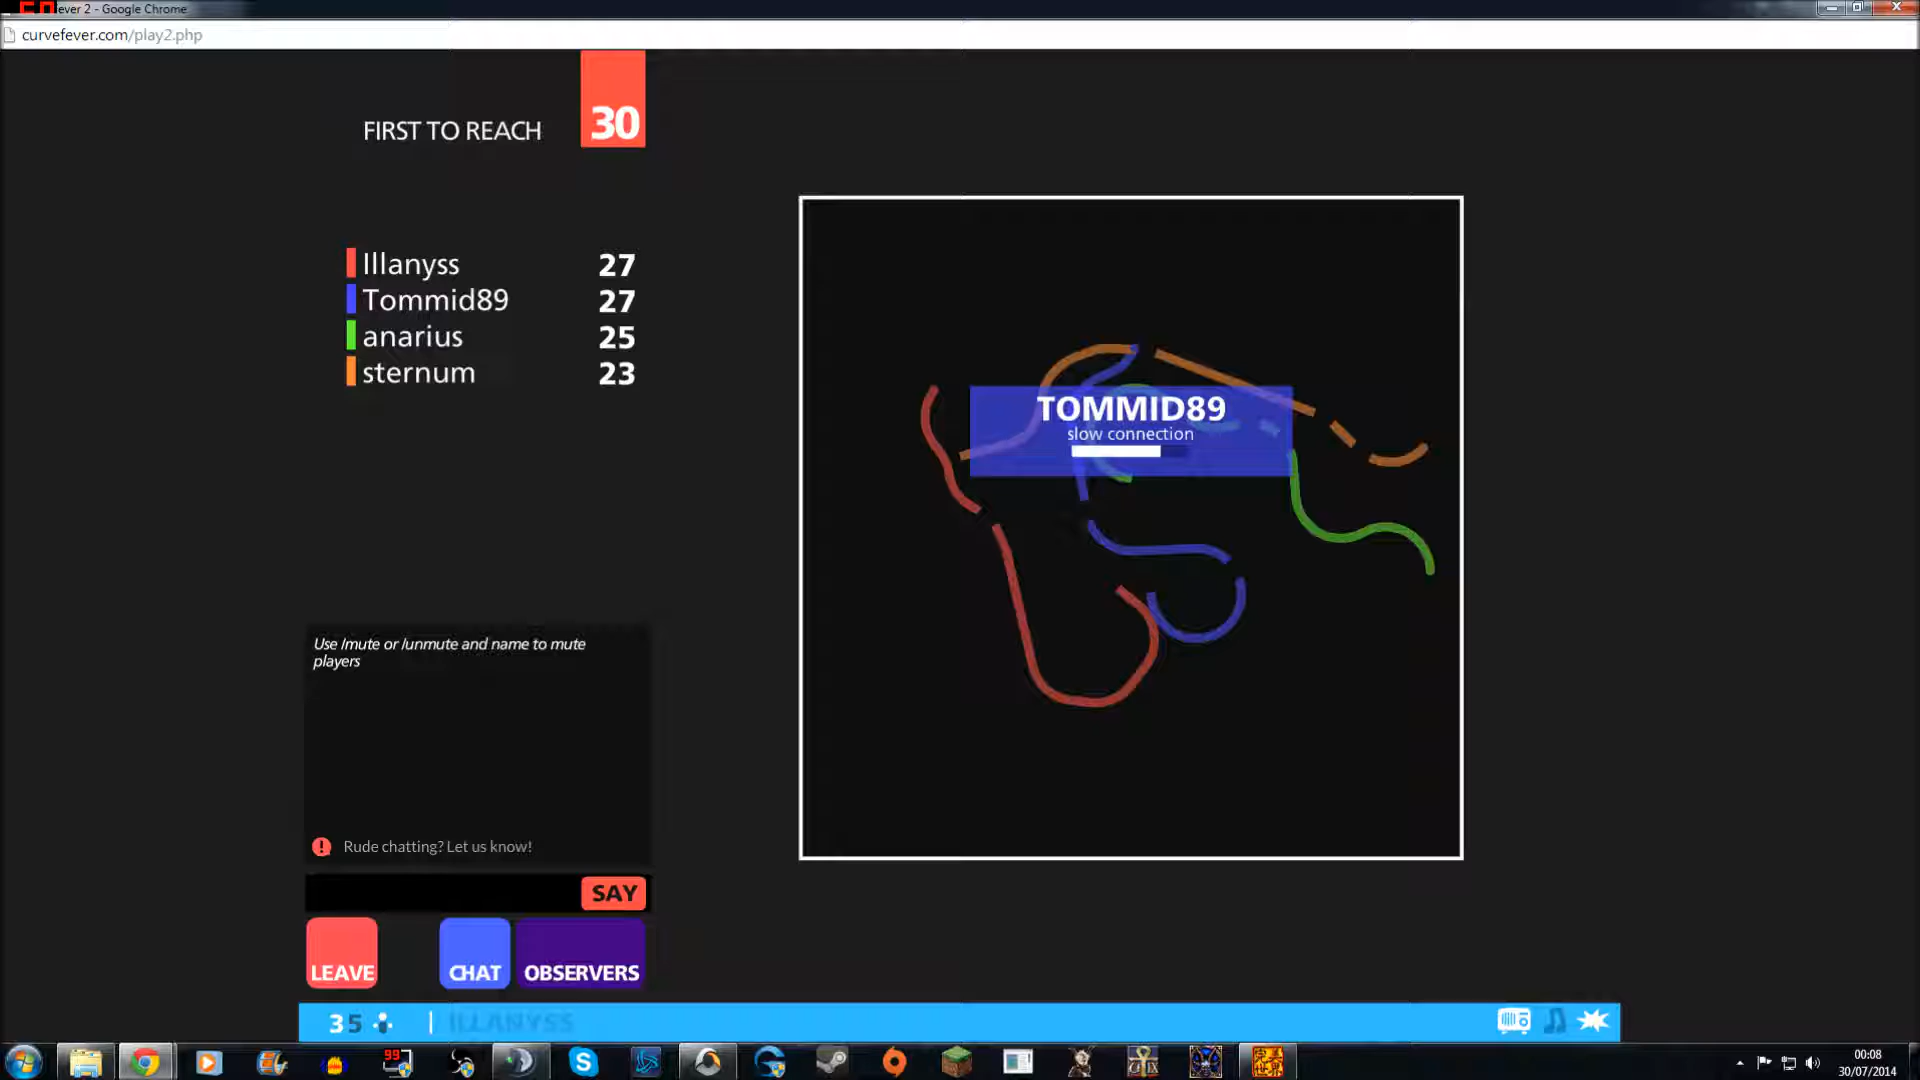 ever 2 - Google Chrome
curvefever.com/play2.php
FIRST TO REACH 30
Illanyss 27
Tommid89 27
anarius 25
sternum 23
TOMMID89
slow connection
Use /mute or /unmute and name to mute
players
Rude chatting? Let us know!
SAY
LEAVE CHAT OBSERVERS
35 ILLANYSS
99
00:08
30/07/2014